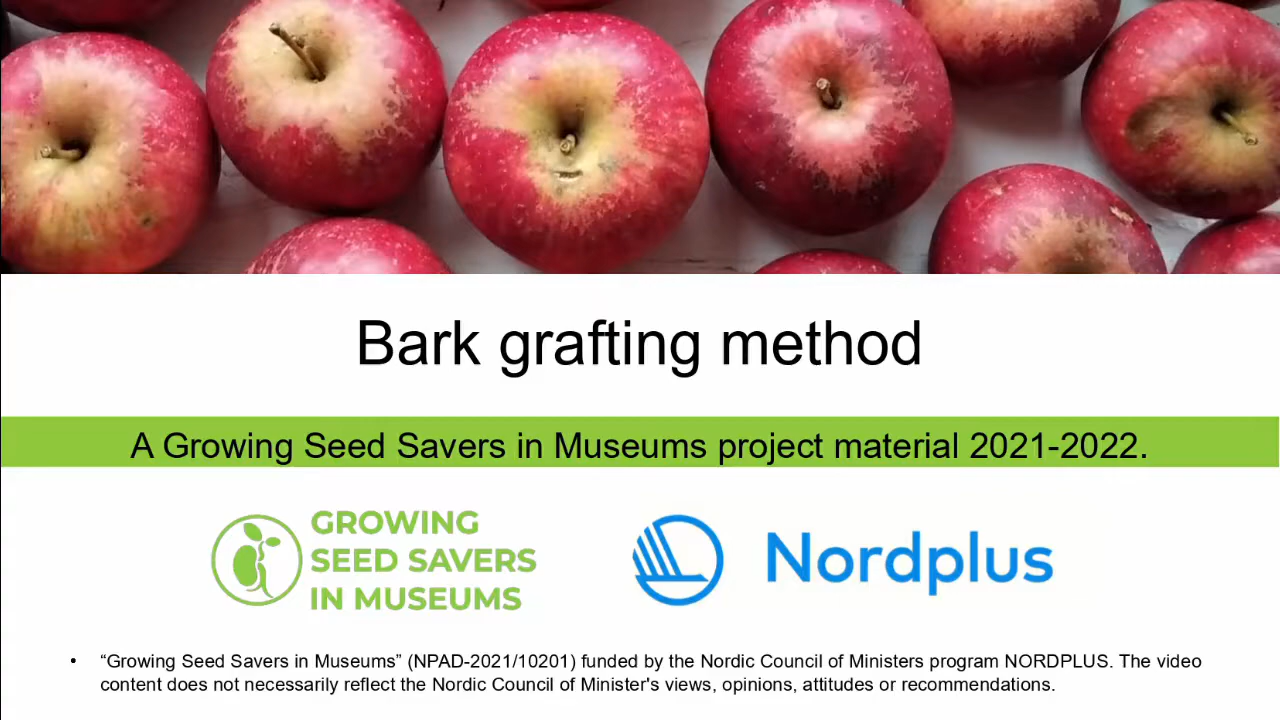 Bark grafting method
A Growing Seed Savers in Museums project material 2021-2022.
GROWING
SEED SAVERS
IN MUSEUMS
Nordplus
• “Growing Seed Savers in Museums” (NPAD-2021/10201) funded by the Nordic Council of Ministers program NORDPLUS. The video
content does not necessarily reflect the Nordic Council of Minister's views, opinions, attitudes or recommendations.